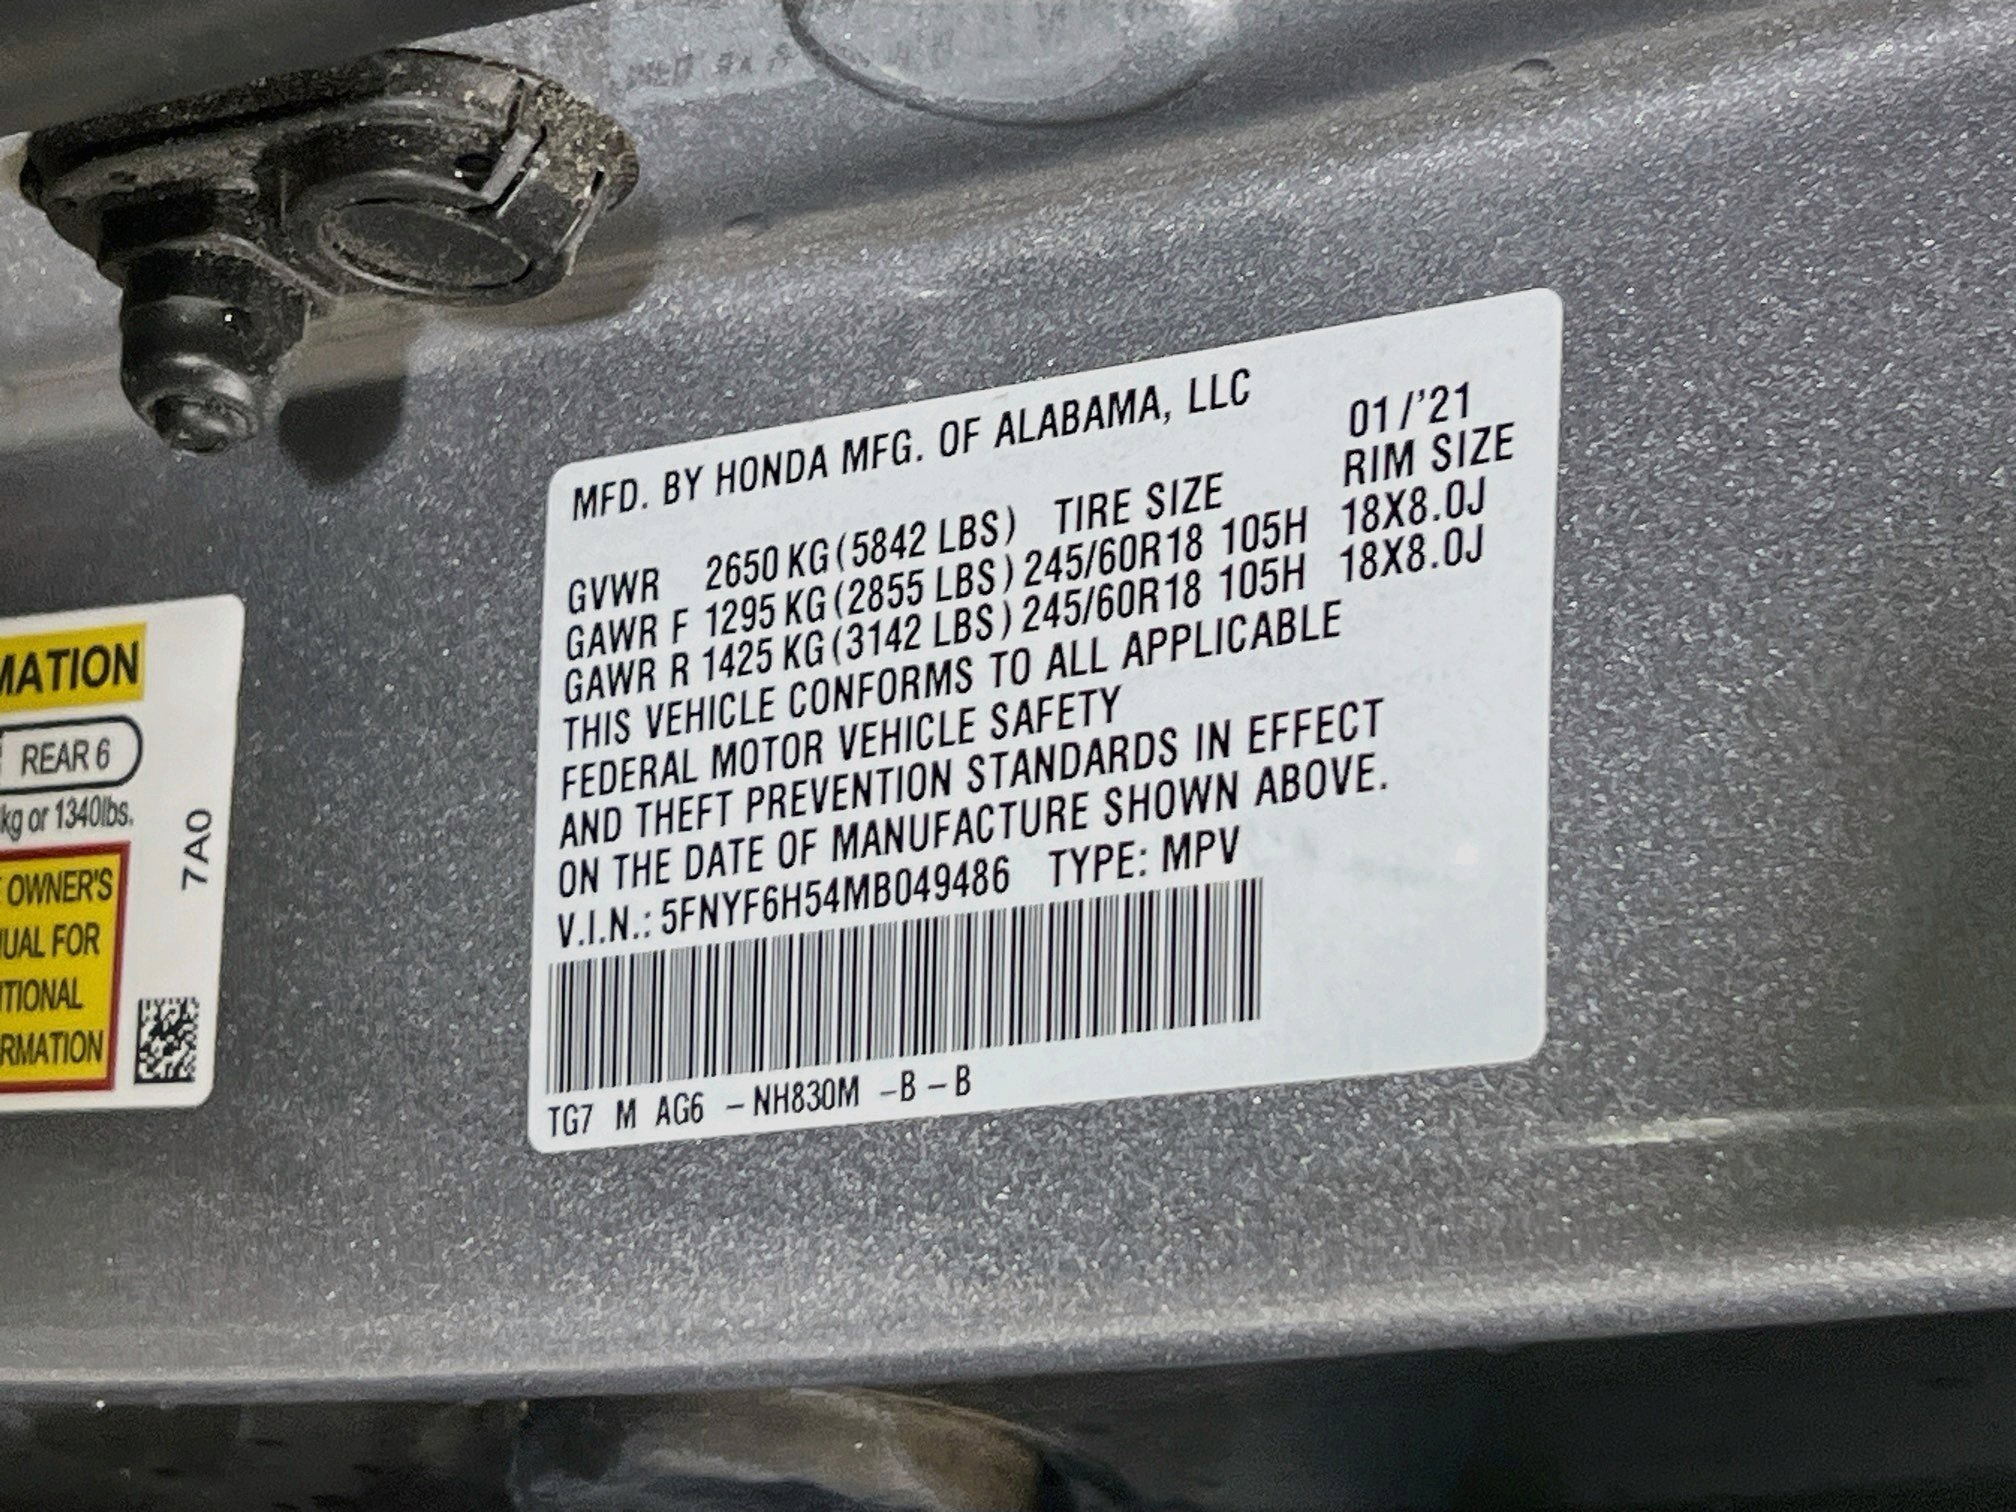 MFD. BY HONDA MFG. OF ALABAMA, LLC
01/'21
GVWR 2650 KG (5842 LBS) TIRE SIZE RIM SIZE
GAWR F 1295 KG (2855 LBS) 245/60R18 105H 18X8.0J
GAWR R 1425 KG (3142 LBS) 245/60R18 105H 18X8.0J
THIS VEHICLE CONFORMS TO ALL APPLICABLE
FEDERAL MOTOR VEHICLE SAFETY
AND THEFT PREVENTION STANDARDS IN EFFECT
ON THE DATE OF MANUFACTURE SHOWN ABOVE.
V.I.N.: 5FNYF6H54MB049486 TYPE: MPV
TG7 M AG6 – NH830M – B – B
MATION
REAR 6
kg or 1340lbs.
OWNER'S
UAL FOR
ITIONAL
RMATION
7A0